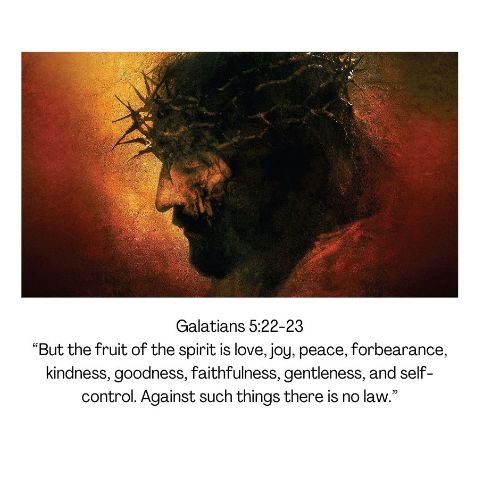 Galatians 5:22-23
“But the fruit of the spirit is love, joy, peace, forbearance,
kindness, goodness, faithfulness, gentleness, and self-
control. Against such things there is no law.”